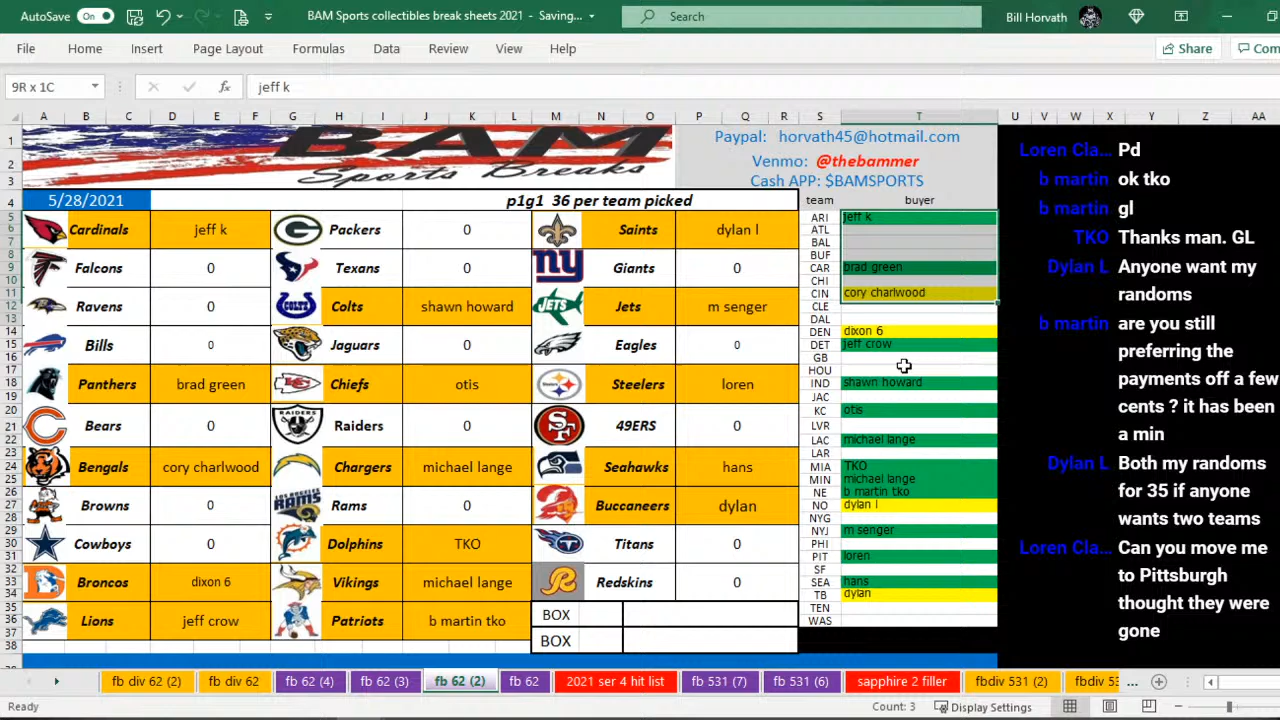 AutoSave On BAM Sports collectibles break sheets 2021 - Saving... Search Bill Horvath
File Home Insert Page Layout Formulas Data Review View Help Share Com
9R x 1C fx jeff k
A B C D E F G H I J K L M N O P Q R S T U V W X Y Z AA
BAM
Sports Breaks
Paypal: horvath45@hotmail.com
Venmo: @thebammer
Cash APP: $BAMSPORTS
5/28/2021 p1g1 36 per team picked team buyer
Cardinals jeff k Packers 0 Saints dylan l
Falcons 0 Texans 0 Giants 0
Ravens 0 Colts shawn howard Jets m senger
Bills 0 Jaguars 0 Eagles 0
Panthers brad green Chiefs otis Steelers loren
Bears 0 Raiders 0 49ERS 0
Bengals cory charlwood Chargers michael lange Seahawks hans
Browns 0 Rams 0 Buccaneers dylan
Cowboys 0 Dolphins TKO Titans 0
Broncos dixon 6 Vikings michael lange Redskins 0
Lions jeff crow Patriots b martin tko BOX
BOX
ARI jeff k
ATL
BAL
BUF
CAR brad green
CHI
CIN cory charlwood
CLE
DAL
DEN dixon 6
DET jeff crow
GB
HOU
IND shawn howard
JAC
KC otis
LVR
LAC michael lange
LAR
MIA TKO
MIN michael lange
NE b martin tko
NO dylan l
NYG
NYJ m senger
PHI
PIT loren
SF
SEA hans
TB dylan
TEN
WAS
Loren Cla... Pd
b martin ok tko
b martin gl
TKO Thanks man. GL
Dylan L Anyone want my
randoms
b martin are you still
preferring the
payments off a few
cents ? it has been
a min
Dylan L Both my randoms
for 35 if anyone
wants two teams
Loren Cla... Can you move me
to Pittsburgh
thought they were
gone
fb div 62 (2) fb div 62 fb 62 (4) fb 62 (3) fb 62 (2) fb 62 2021 ser 4 hit list fb 531 (7) fb 531 (6) sapphire 2 filler fbdiv 531 (2) fbdiv 53 ...
Ready Count: 3 Display Settings